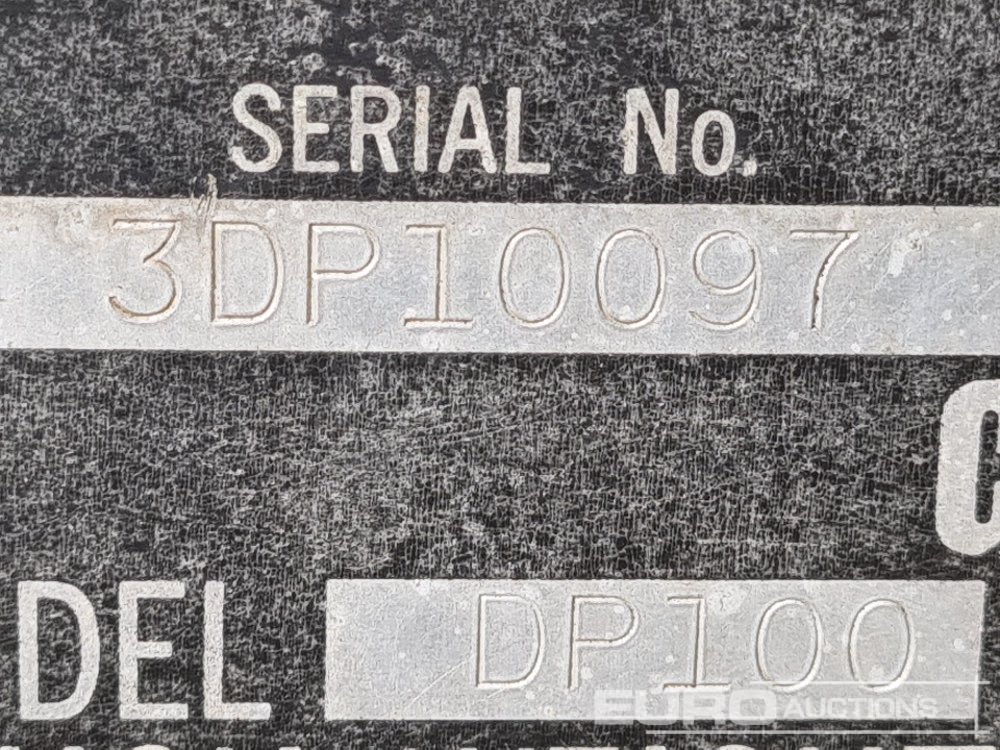 SERIAL No.
3DP10097
DEL DP100
EURO AUCTIONS